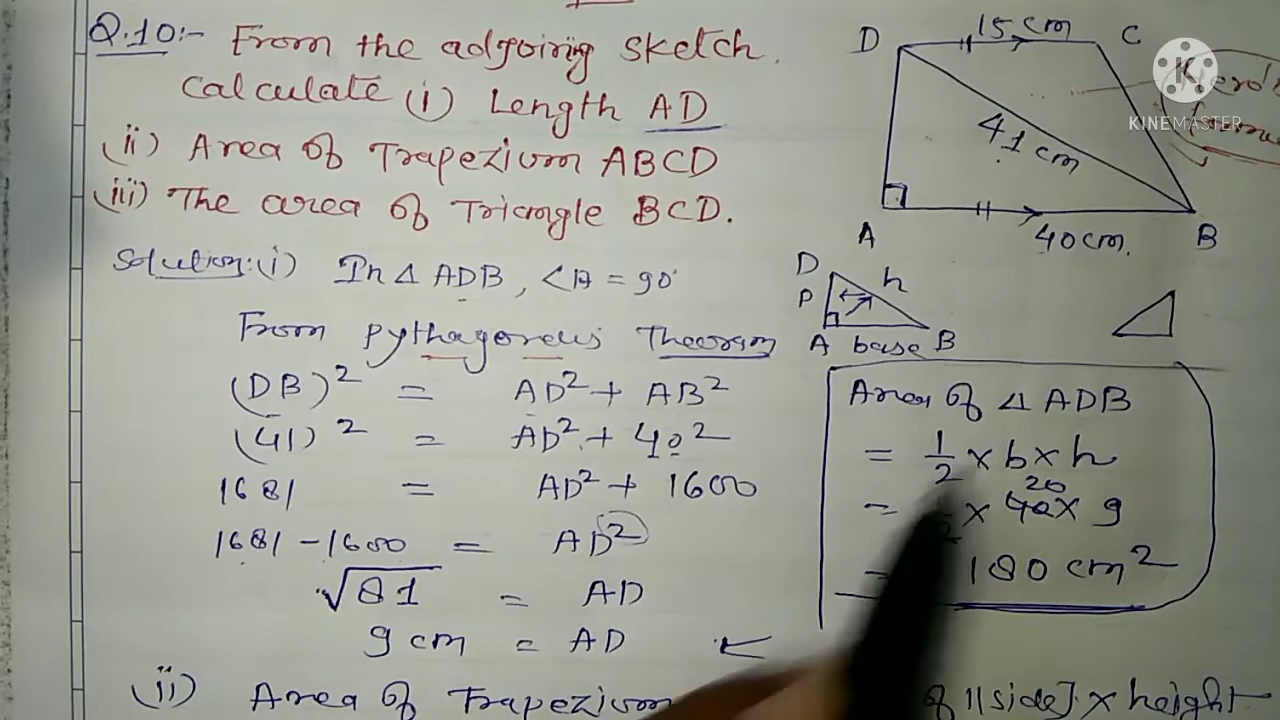 Q.10:- From the adjoining sketch.
Calculate (i) Length AD
(ii) Area of Trapezium ABCD
(iii) The area of Triangle BCD.
D 15 cm C
41 cm
A 40 cm. B
KINEMASTER
Solution:(i) In Δ ADB, ∠A = 90°
From pythagoreus Theoram
(DB)² = AD² + AB²
(41)² = AD² + 40²
1681 = AD² + 1600
1681 - 1600 = AD²
√81 = AD
9 cm = AD
D h
P
A base B
Area of Δ ADB
= 1/2 × b × h
= × 40 × 9
20
= 180 cm²
(ii) Area of Trapezium of ||side] × height